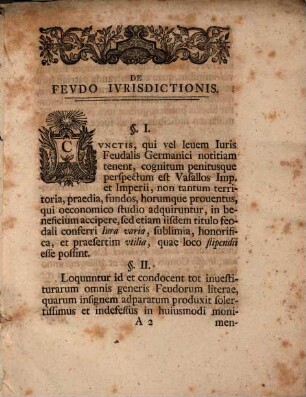 DE
FEVDO IVRISDICTIONIS.
§. I.
CVNCTIS, qui vel leuem Iuris
Feudalis Germanici notitiam
tenent, cognitum penitusque
perspectum est Vasallos Imp.
et Imperii, non tantum terri-
toria, praedia, fundos, horumque prouentus,
qui oeconomico studio adquiruntur, in be-
neficium accipere, sed etiam iisdem titulo feu-
dali conferri Iura varia, sublimia, honorifi-
ca, et praesertim vtilia, quae loco stipendii
esse possint.
§. II.
Loquuntur id et condocent tot inuesti-
turarum omnis generis Feudorum literae,
quarum insignem adparatum produxit soler-
tissimus et indefessus in huiusmodi moni-
A 2
men-